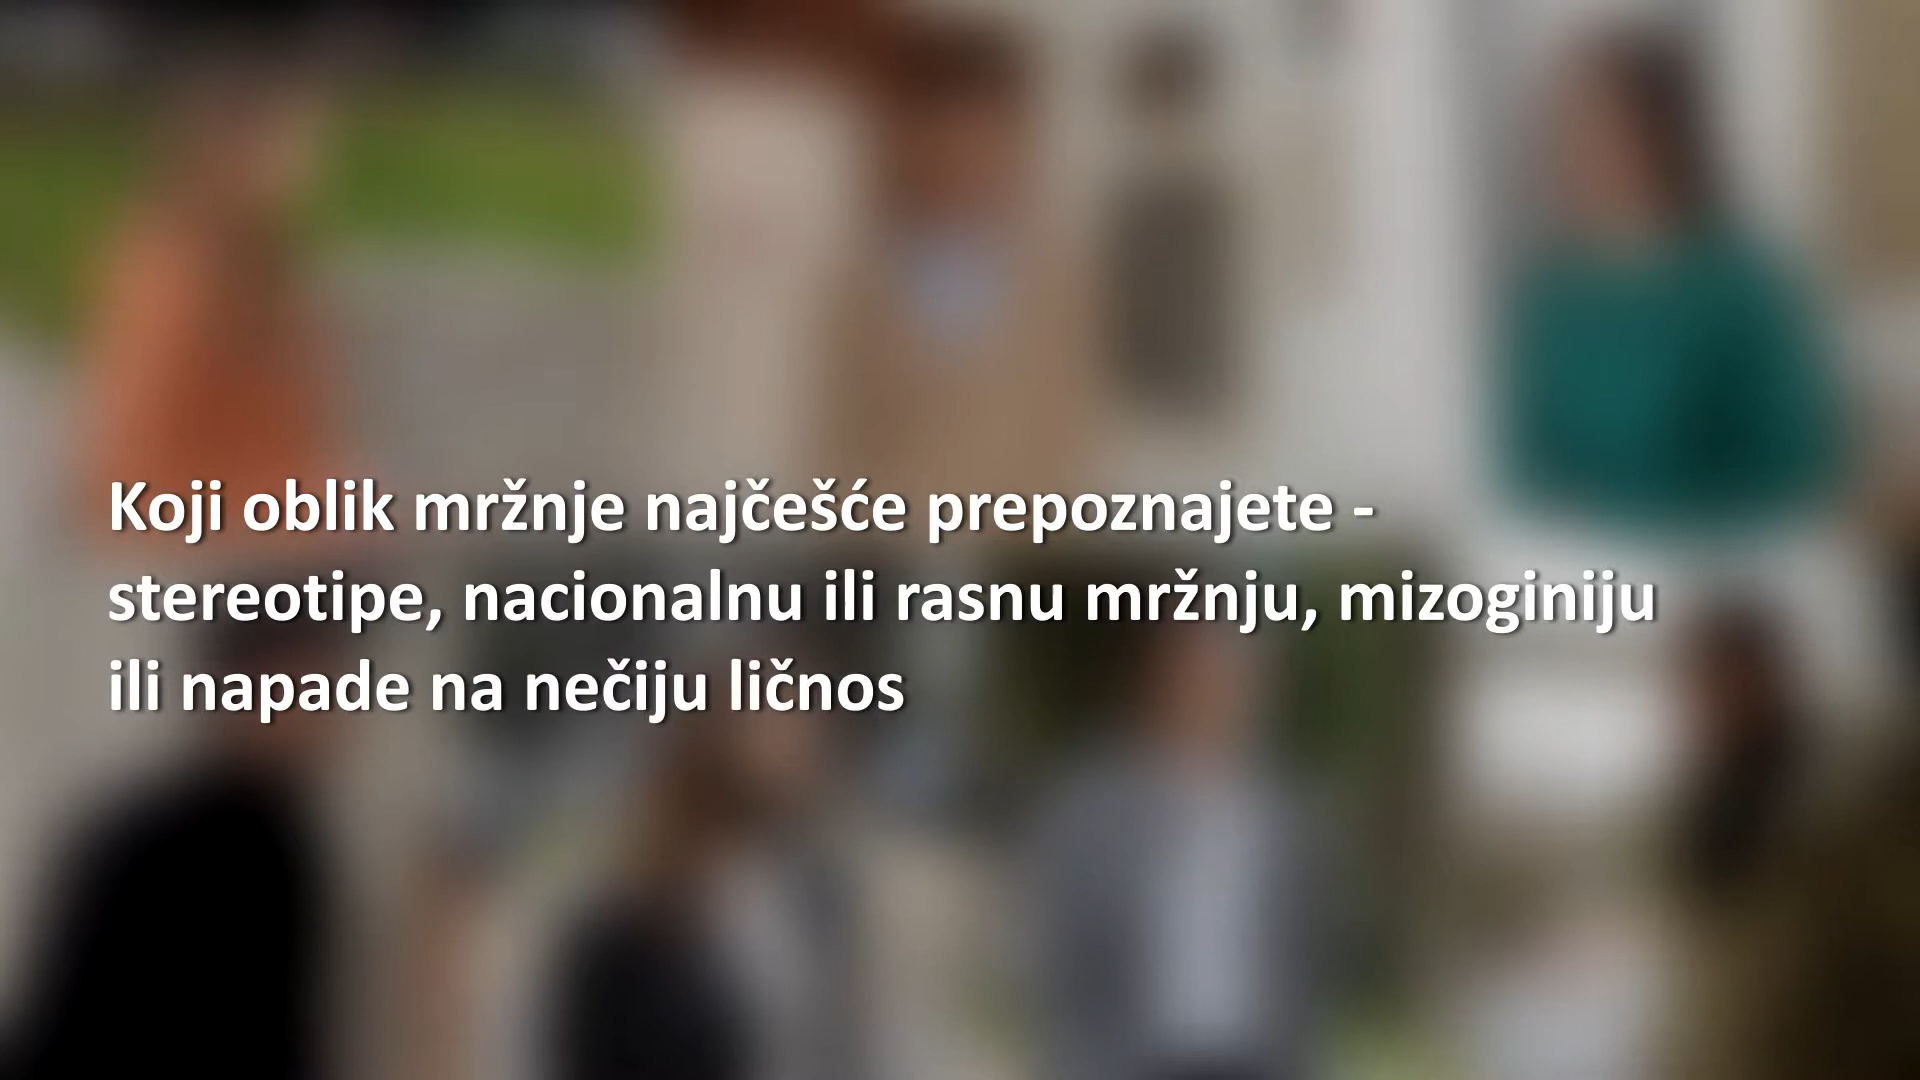 Koji oblik mržnje najčešće prepoznajete -
stereotipe, nacionalnu ili rasnu mržnju, mizoginiju
ili napade na nečiju ličnos